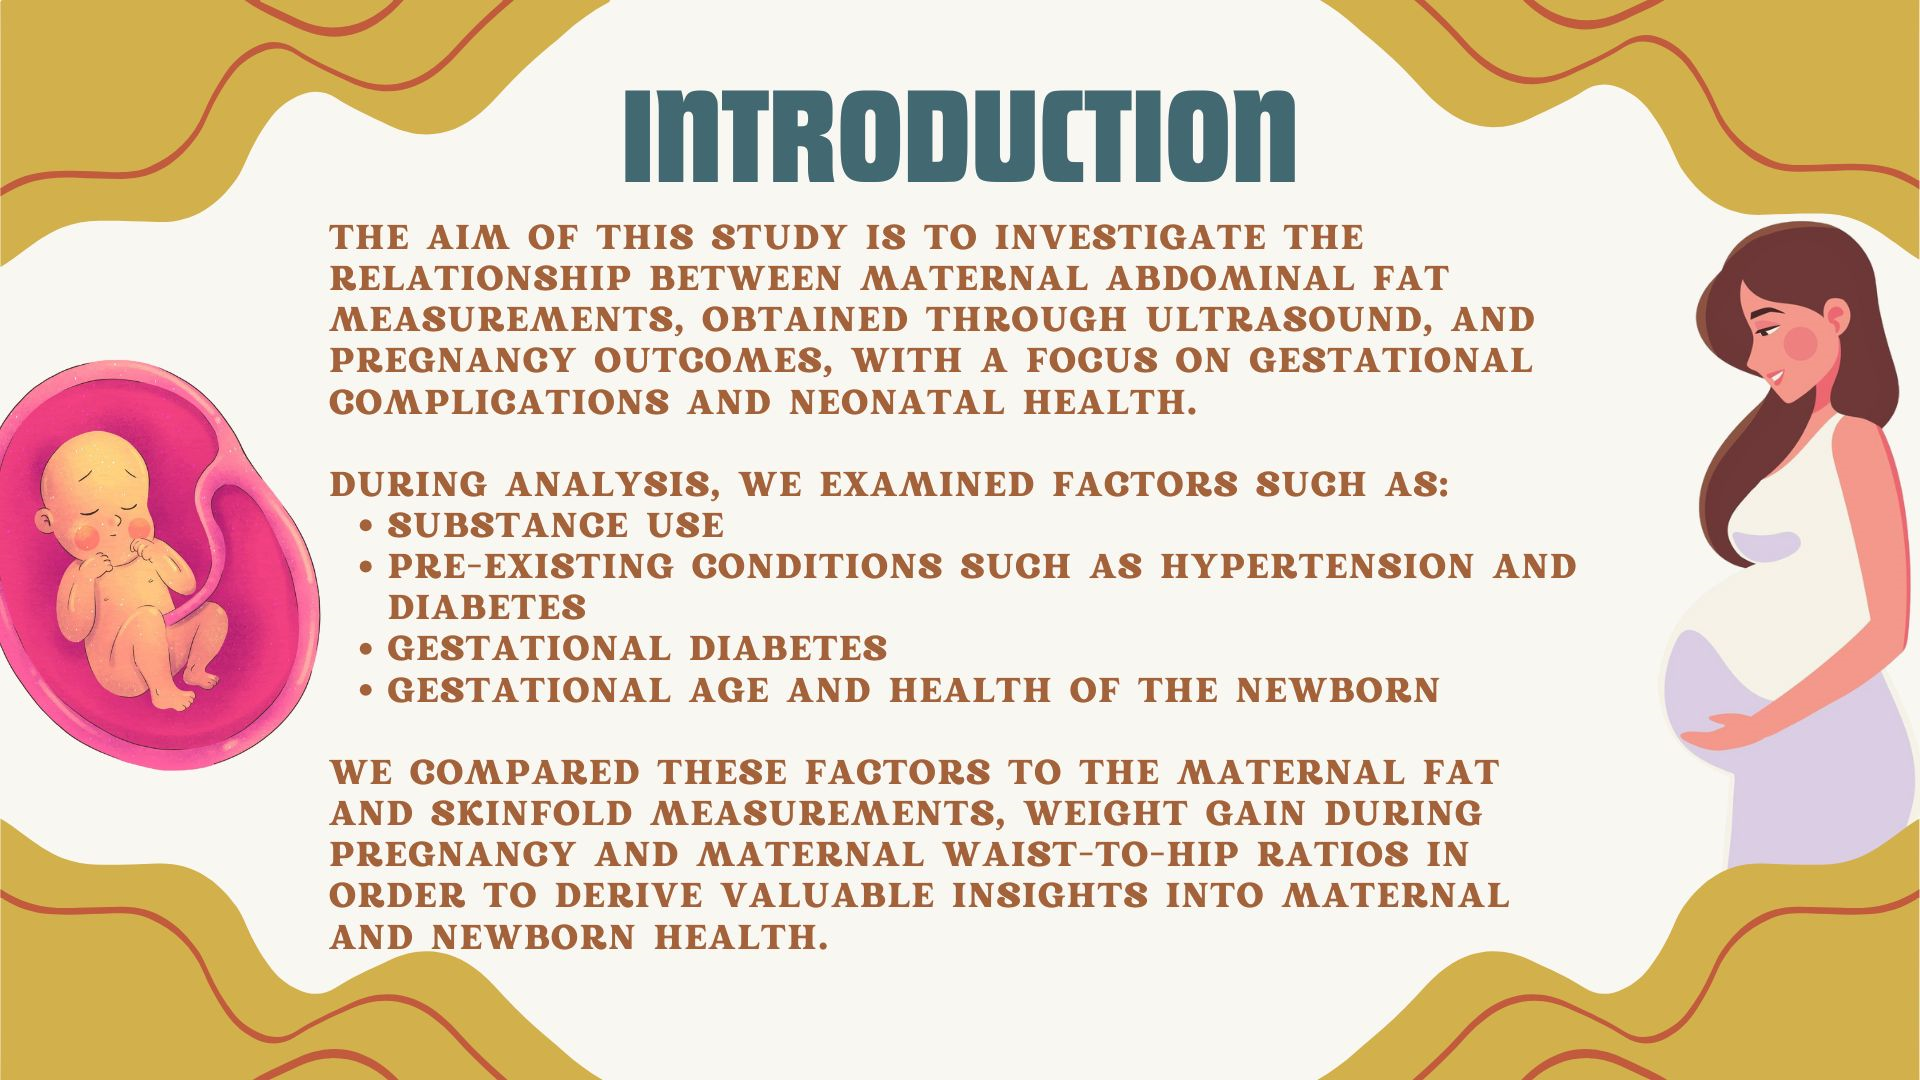 INTRODUCTION
THE AIM OF THIS STUDY IS TO INVESTIGATE THE
RELATIONSHIP BETWEEN MATERNAL ABDOMINAL FAT
MEASUREMENTS, OBTAINED THROUGH ULTRASOUND, AND
PREGNANCY OUTCOMES, WITH A FOCUS ON GESTATIONAL
COMPLICATIONS AND NEONATAL HEALTH.
DURING ANALYSIS, WE EXAMINED FACTORS SUCH AS:
• SUBSTANCE USE
• PRE-EXISTING CONDITIONS SUCH AS HYPERTENSION AND
DIABETES
• GESTATIONAL DIABETES
• GESTATIONAL AGE AND HEALTH OF THE NEWBORN
WE COMPARED THESE FACTORS TO THE MATERNAL FAT
AND SKINFOLD MEASUREMENTS, WEIGHT GAIN DURING
PREGNANCY AND MATERNAL WAIST-TO-HIP RATIOS IN
ORDER TO DERIVE VALUABLE INSIGHTS INTO MATERNAL
AND NEWBORN HEALTH.